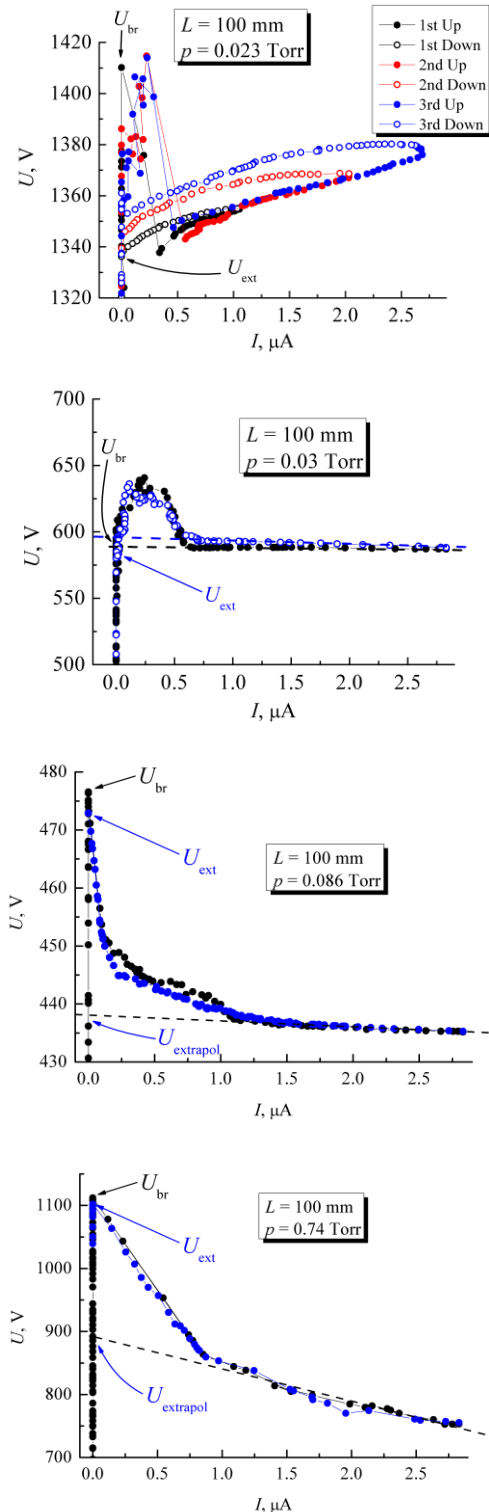 U_br
L = 100 mm
p = 0.023 Torr
1st Up
1st Down
2nd Up
2nd Down
3rd Up
3rd Down
U_ext
U, V
1420
1400
1380
1360
1340
1320
0.0 0.5 1.0 1.5 2.0 2.5
I, μA
L = 100 mm
p = 0.03 Torr
U_br
U_ext
U, V
700
650
600
550
500
0.0 0.5 1.0 1.5 2.0 2.5
I, μA
U_br
U_ext
L = 100 mm
p = 0.086 Torr
U_extrapol
U, V
480
470
460
450
440
430
0.0 0.5 1.0 1.5 2.0 2.5
I, μA
U_br
L = 100 mm
p = 0.74 Torr
U_ext
U_extrapol
U, V
1100
1000
900
800
700
0.0 0.5 1.0 1.5 2.0 2.5
I, μA